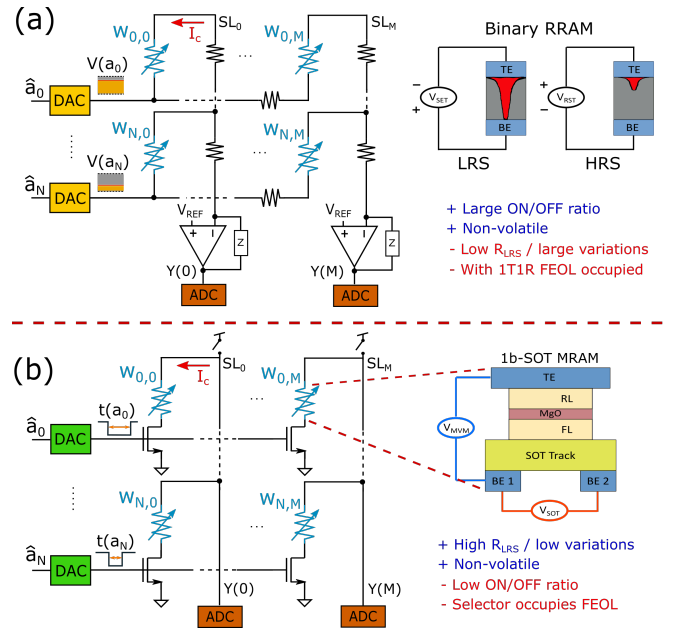 (a)
SL0
SLM
Binary RRAM
w0,0
Ic
...
w0,M
V(a0)
â0
DAC
TE
VSET
BE
LRS
TE
VRST
BE
HRS
wN,0
...
wN,M
V(aN)
âN
DAC
VREF
+
−
Z
Y(0)
ADC
VREF
+
−
Z
Y(M)
ADC
+ Large ON/OFF ratio
+ Non-volatile
- Low RLRS / large variations
- With 1T1R FEOL occupied
(b)
SL0
SLM
w0,0
Ic
...
w0,M
t(a0)
â0
DAC
1b-SOT MRAM
TE
RL
MgO
FL
VMVM
SOT Track
BE 1
BE 2
VSOT
wN,0
...
wN,M
t(aN)
âN
DAC
Y(0)
Y(M)
ADC
ADC
+ High RLRS / low variations
+ Non-volatile
- Low ON/OFF ratio
- Selector occupies FEOL